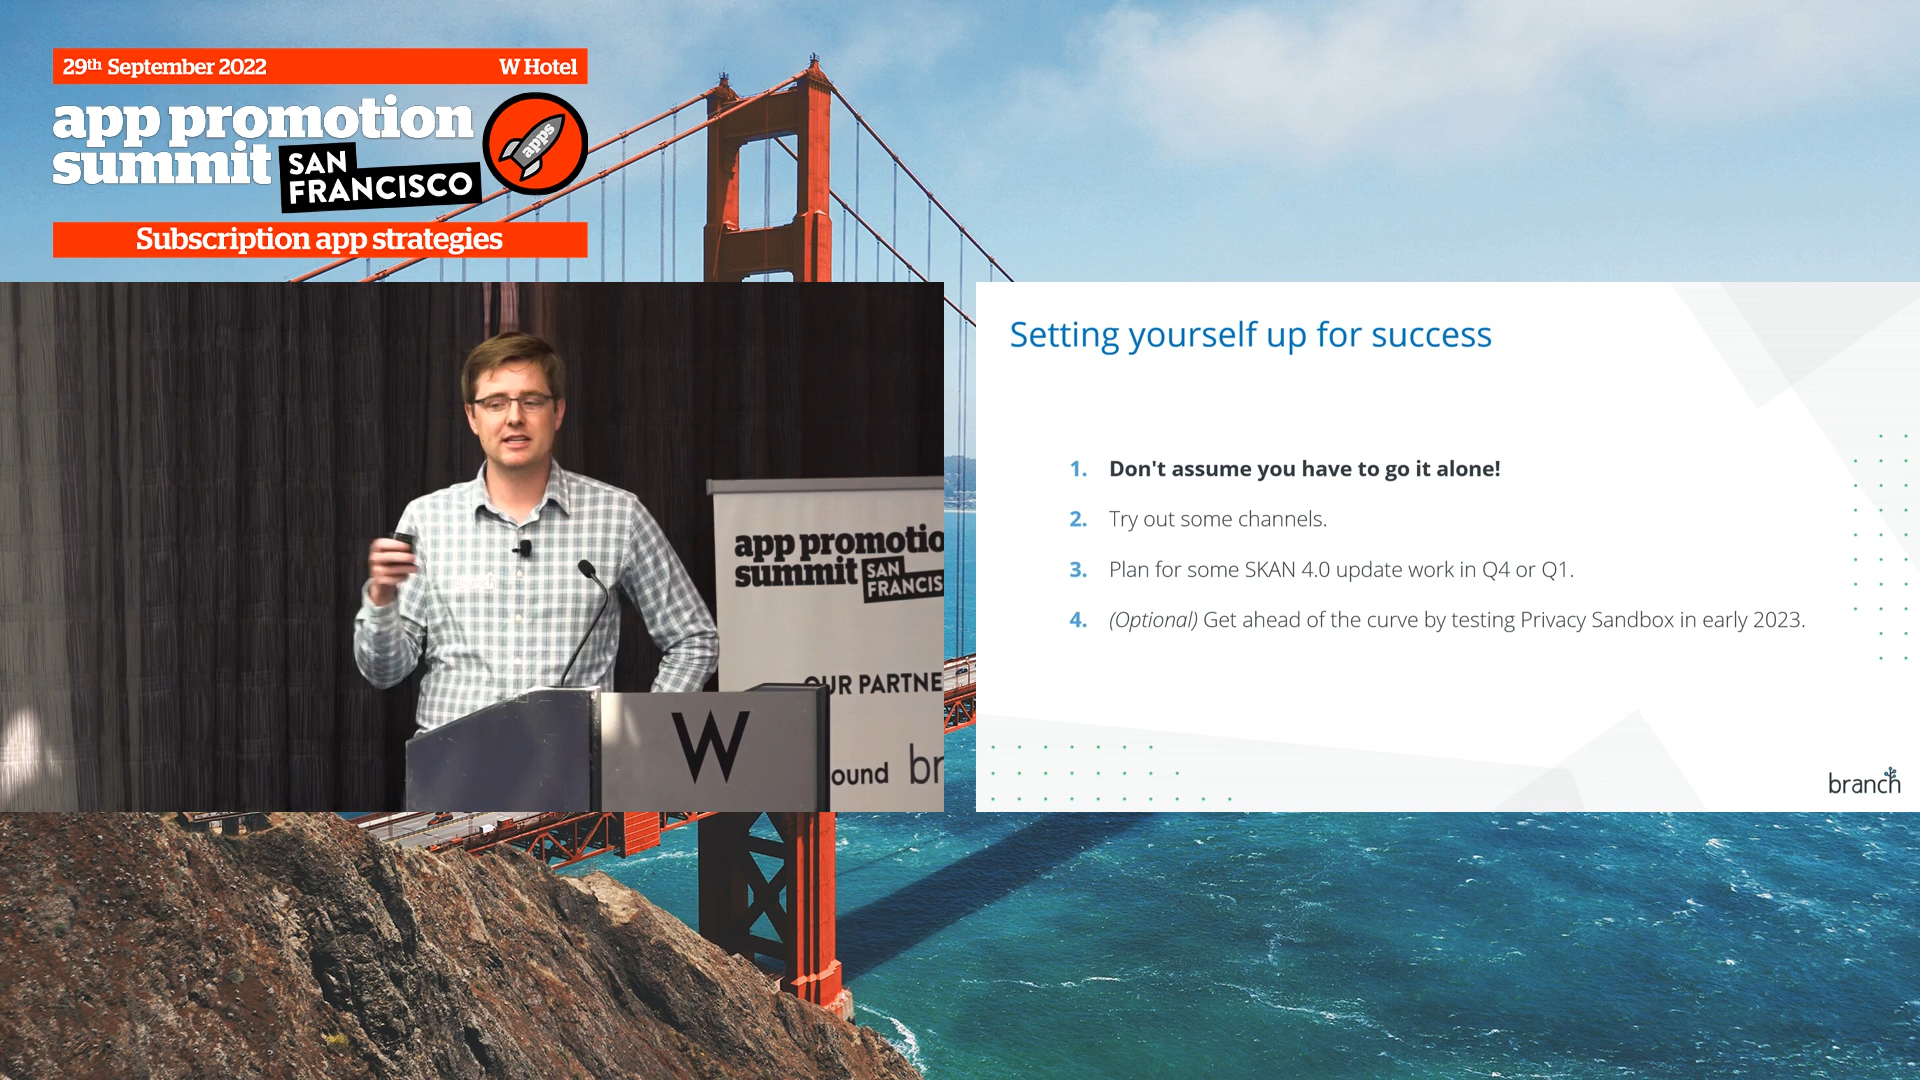 29th September 2022 W Hotel
app promotion
summit SAN
FRANCISCO
apps
Subscription app strategies
Setting yourself up for success
1. Don't assume you have to go it alone!
2. Try out some channels.
3. Plan for some SKAN 4.0 update work in Q4 or Q1.
4. (Optional) Get ahead of the curve by testing Privacy Sandbox in early 2023.
branch
app promotio
summit SAN
FRANCIS
OUR PARTNE
ound br
W